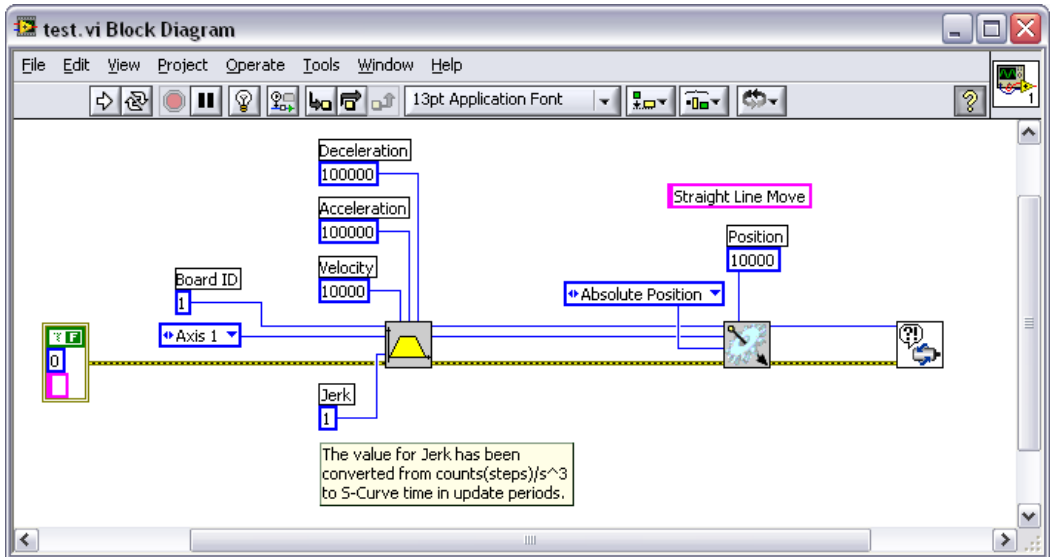 test.vi Block Diagram
File Edit View Project Operate Tools Window Help
13pt Application Font
1
Deceleration
100000
Acceleration
100000
Straight Line Move
Velocity
10000
Position
10000
Board ID
1
Absolute Position
Axis 1
?!
? F
0
Jerk
1
The value for Jerk has been
converted from counts(steps)/s^3
to S-Curve time in update periods.